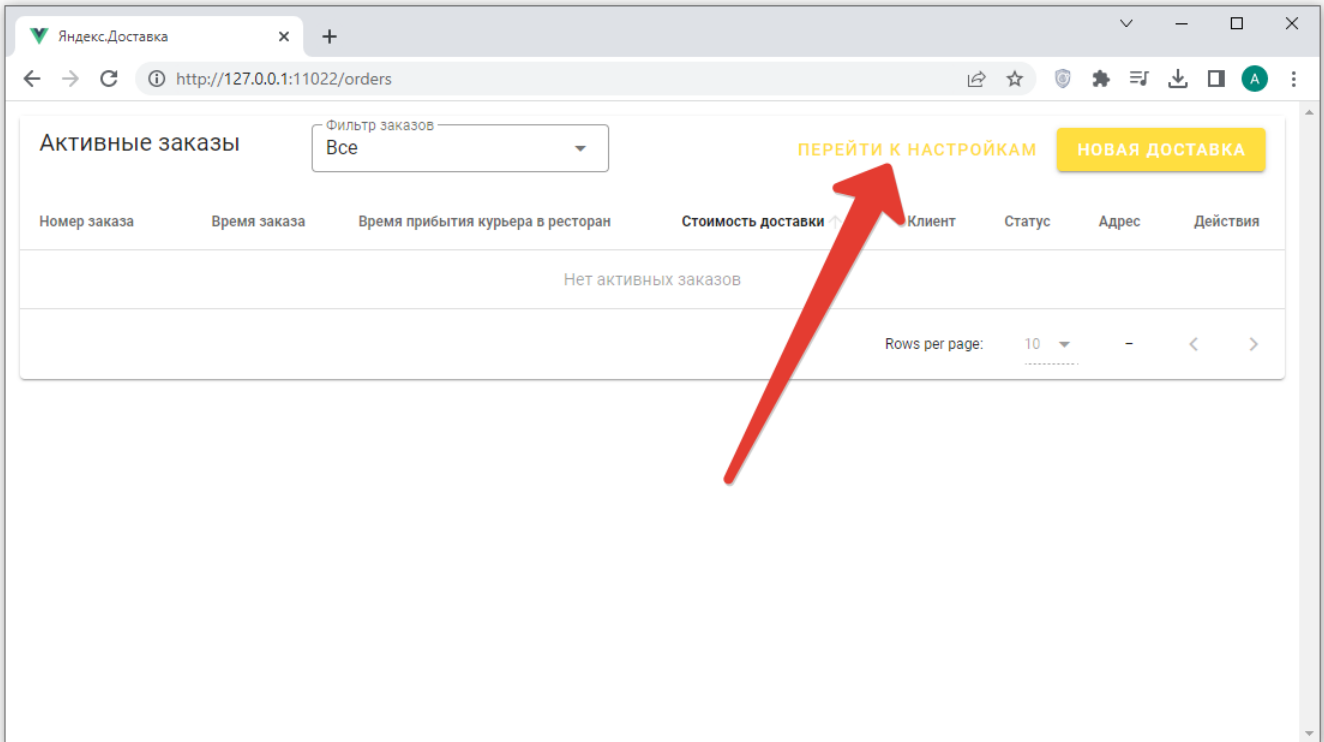 Яндекс.Доставка
http://127.0.0.1:11022/orders
A
Активные заказы
Фильтр заказов
Все
ПЕРЕЙТИ К НАСТРОЙКАМ
НОВАЯ ДОСТАВКА
Номер заказа Время заказа Время прибытия курьера в ресторан Стоимость доставки Клиент Статус Адрес Действия
Нет активных заказов
Rows per page: 10 –